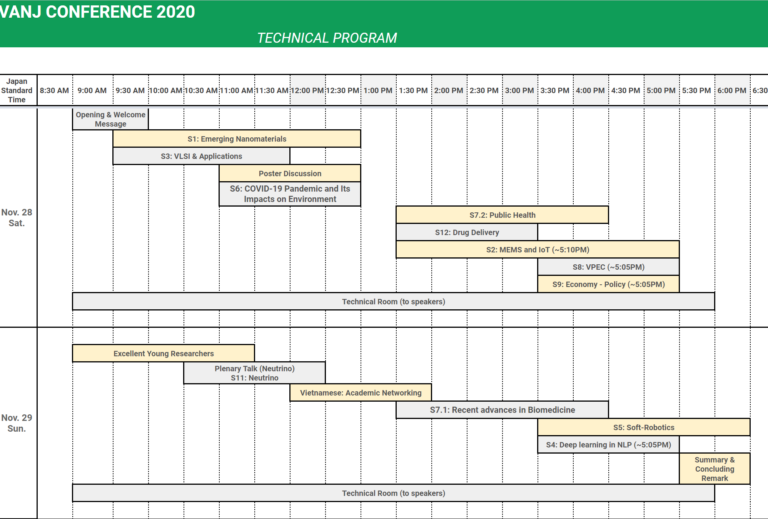 VANJ CONFERENCE 2020
TECHNICAL PROGRAM
Japan
Standard
Time
8:30 AM 9:00 AM 9:30 AM 10:00 AM 10:30 AM 11:00 AM 11:30 AM 12:00 PM 12:30 PM 1:00 PM 1:30 PM 2:00 PM 2:30 PM 3:00 PM 3:30 PM 4:00 PM 4:30 PM 5:00 PM 5:30 PM 6:00 PM 6:30
Opening & Welcome
Message
S1: Emerging Nanomaterials
S3: VLSI & Applications
Poster Discussion
S6: COVID-19 Pandemic and Its
Impacts on Environment
Nov. 28
Sat.
S7.2: Public Health
S12: Drug Delivery
S2: MEMS and IoT (~5:10PM)
S8: VPEC (~5:05PM)
S9: Economy - Policy (~5:05PM)
Technical Room (to speakers)
Excellent Young Researchers
Plenary Talk (Neutrino)
S11: Neutrino
Vietnamese: Academic Networking
S7.1: Recent advances in Biomedicine
Nov. 29
Sun.
S5: Soft-Robotics
S4: Deep learning in NLP (~5:05PM)
Summary &
Concluding
Remark
Technical Room (to speakers)